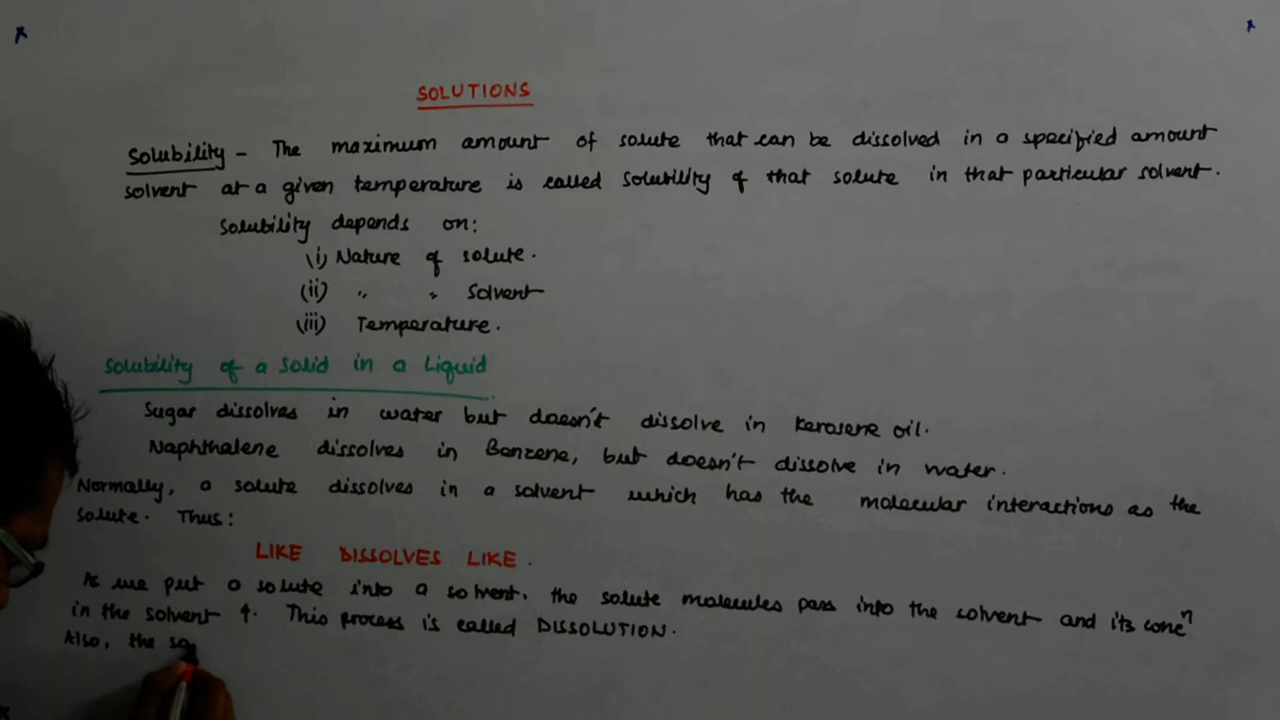 SOLUTIONS
Solubility - The maximum amount of solute that can be dissolved in a specified amount
solvent at a given temperature is called solubility of that solute in that particular solvent.
Solubility depends on:
(i) Nature of solute.
(ii) " " Solvent
(iii) Temperature.
Solubility of a Solid in a Liquid
Sugar dissolves in water but doesn't dissolve in kerosene oil.
Naphthalene dissolves in Benzene, but doesn't dissolve in water.
Normally, a solute dissolves in a solvent which has the molecular interactions as the
solute. Thus:
LIKE DISSOLVES LIKE.
As we put a solute into a solvent, the solute molecules pass into the solvent and its concⁿ
in the solvent ↑. This process is called DISSOLUTION.
Also, the so